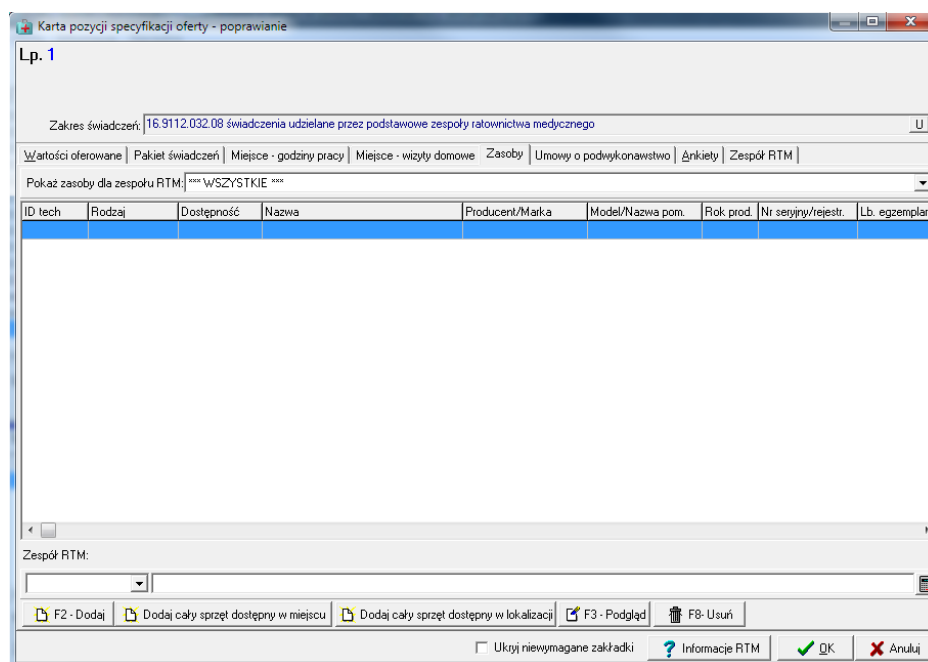 Karta pozycji specyfikacji oferty - poprawianie
Lp. 1
Zakres świadczeń: 16.9112.032.08 świadczenia udzielane przez podstawowe zespoły ratownictwa medycznego U
Wartości oferowane Pakiet świadczeń Miejsce - godziny pracy Miejsce - wizyty domowe Zasoby Umowy o podwykonawstwo Ankiety Zespół RTM
Pokaż zasoby dla zespołu RTM: *** WSZYSTKIE ***
ID tech Rodzaj Dostępność Nazwa Producent/Marka Model/Nazwa pom. Rok prod. Nr seryjny/rejestr. Lb. egzemplar
Zespół RTM:
F2 - Dodaj Dodaj cały sprzęt dostępny w miejscu Dodaj cały sprzęt dostępny w lokalizacji F3 - Podgląd F8- Usuń
Ukryj niewymagane zakładki ? Informacje RTM OK Anuluj